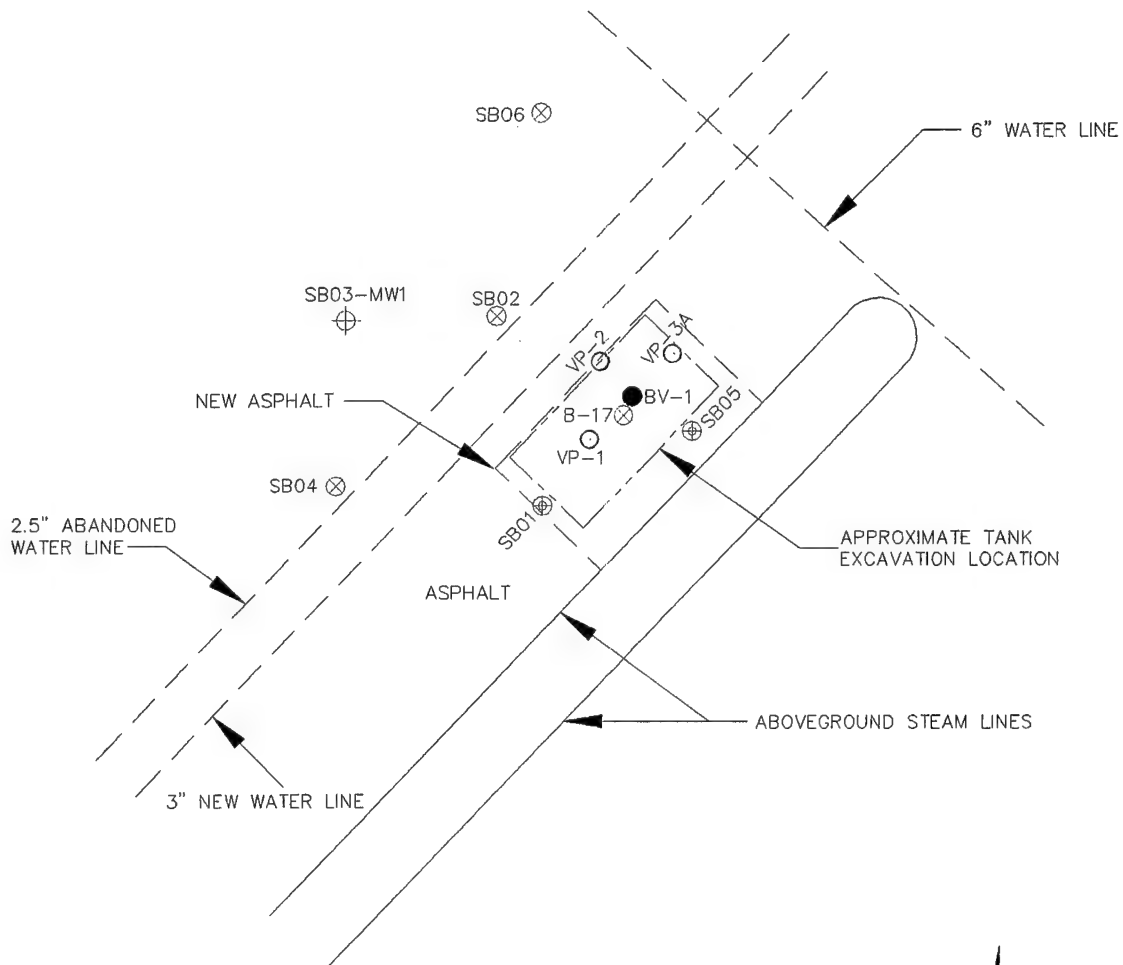 SB06
6" WATER LINE
SB03-MW1
SB02
VP-2
VP-3A
NEW ASPHALT
BV-1
B-17
SB05
VP-1
SB04
SB01
2.5" ABANDONED
WATER LINE
APPROXIMATE TANK
EXCAVATION LOCATION
ASPHALT
ABOVEGROUND STEAM LINES
3" NEW WATER LINE